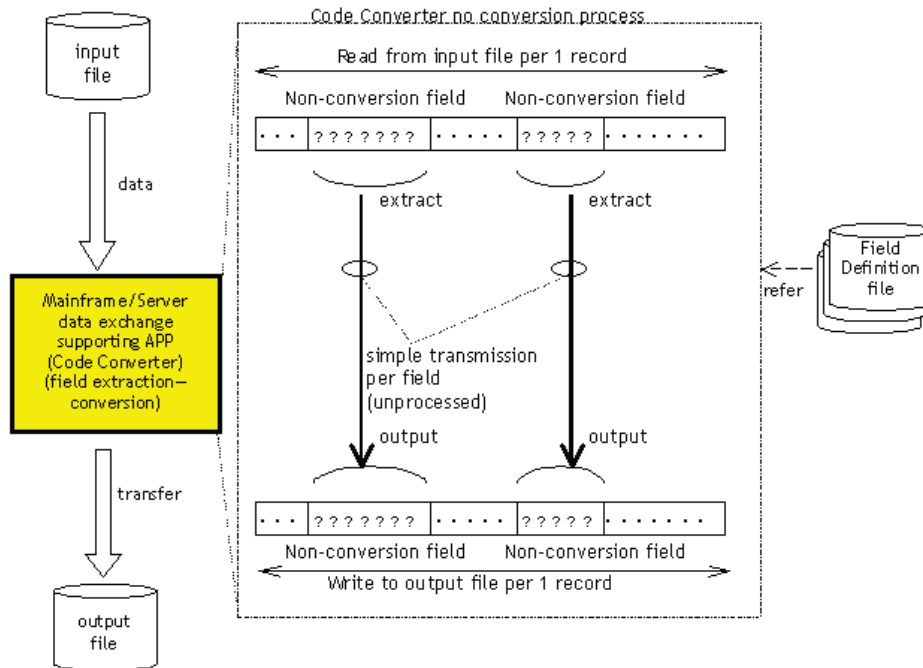 Code Converter no conversion process
input
file
Read from input file per 1 record
Non-conversion field Non-conversion field
··· ??????? ····· ????? ·······
data
extract extract
Field
Definition
file
refer
Mainframe/Server
data exchange
supporting APP
(Code Converter)
(field extraction—
conversion)
simple transmission
per field
(unprocessed)
output output
transfer
··· ??????? ····· ????? ·······
Non-conversion field Non-conversion field
Write to output file per 1 record
output
file